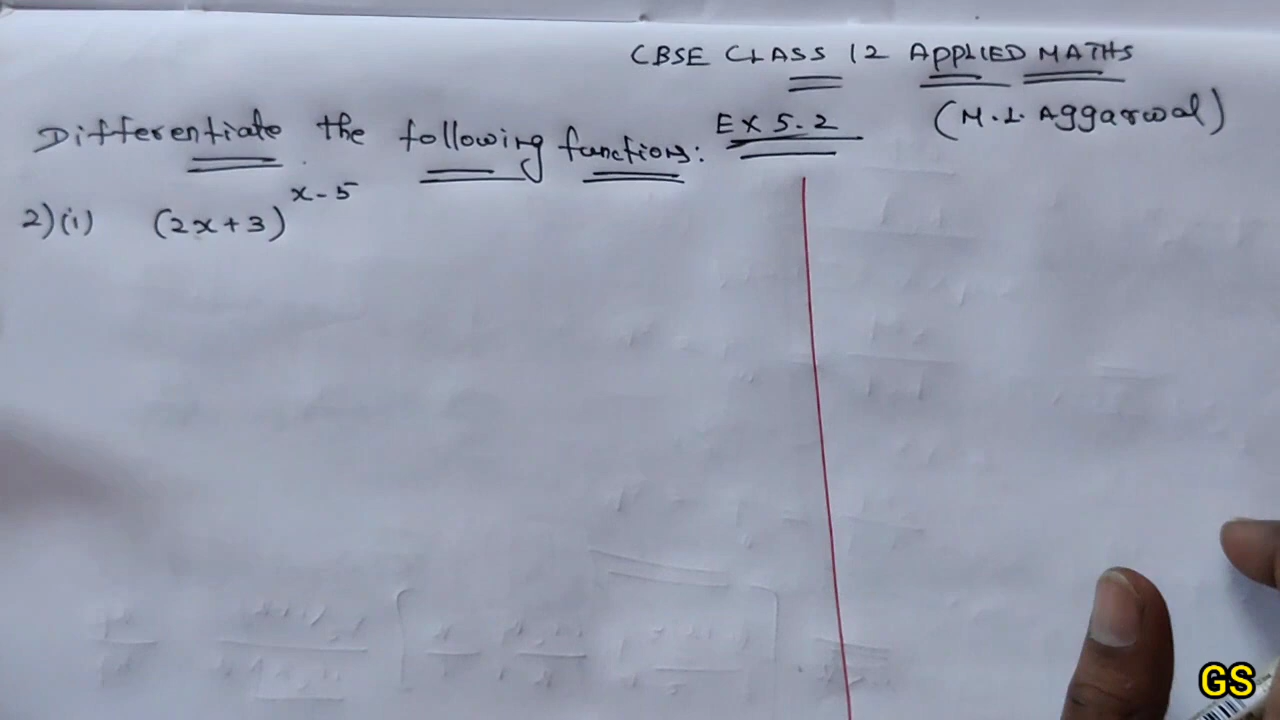 CBSE CLASS 12 APPLIED MATHS
Differentiate the following functions: EX 5.2 (M.L. Aggarwal)
2)(i) (2x+3)^{x-5}
GS